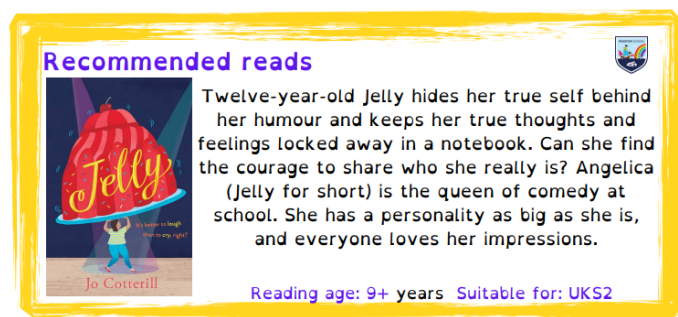 Recommended reads
Twelve-year-old Jelly hides her true self behind
her humour and keeps her true thoughts and
feelings locked away in a notebook. Can she find
the courage to share who she really is? Angelica
(Jelly for short) is the queen of comedy at
school. She has a personality as big as she is,
and everyone loves her impressions.
Jelly
It's better to laugh
than to cry, right?
Jo Cotterill
Reading age: 9+ years Suitable for: UKS2